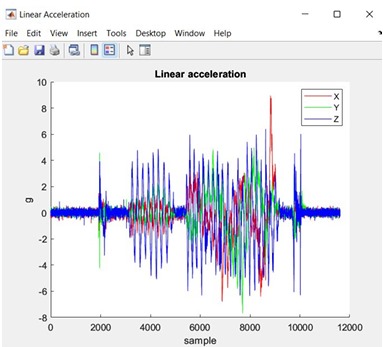 Linear Acceleration
File Edit View Insert Tools Desktop Window Help
Linear acceleration
10
8
6
4
2
0
-2
-4
-6
-8
g
X
Y
Z
0 2000 4000 6000 8000 10000 12000
sample